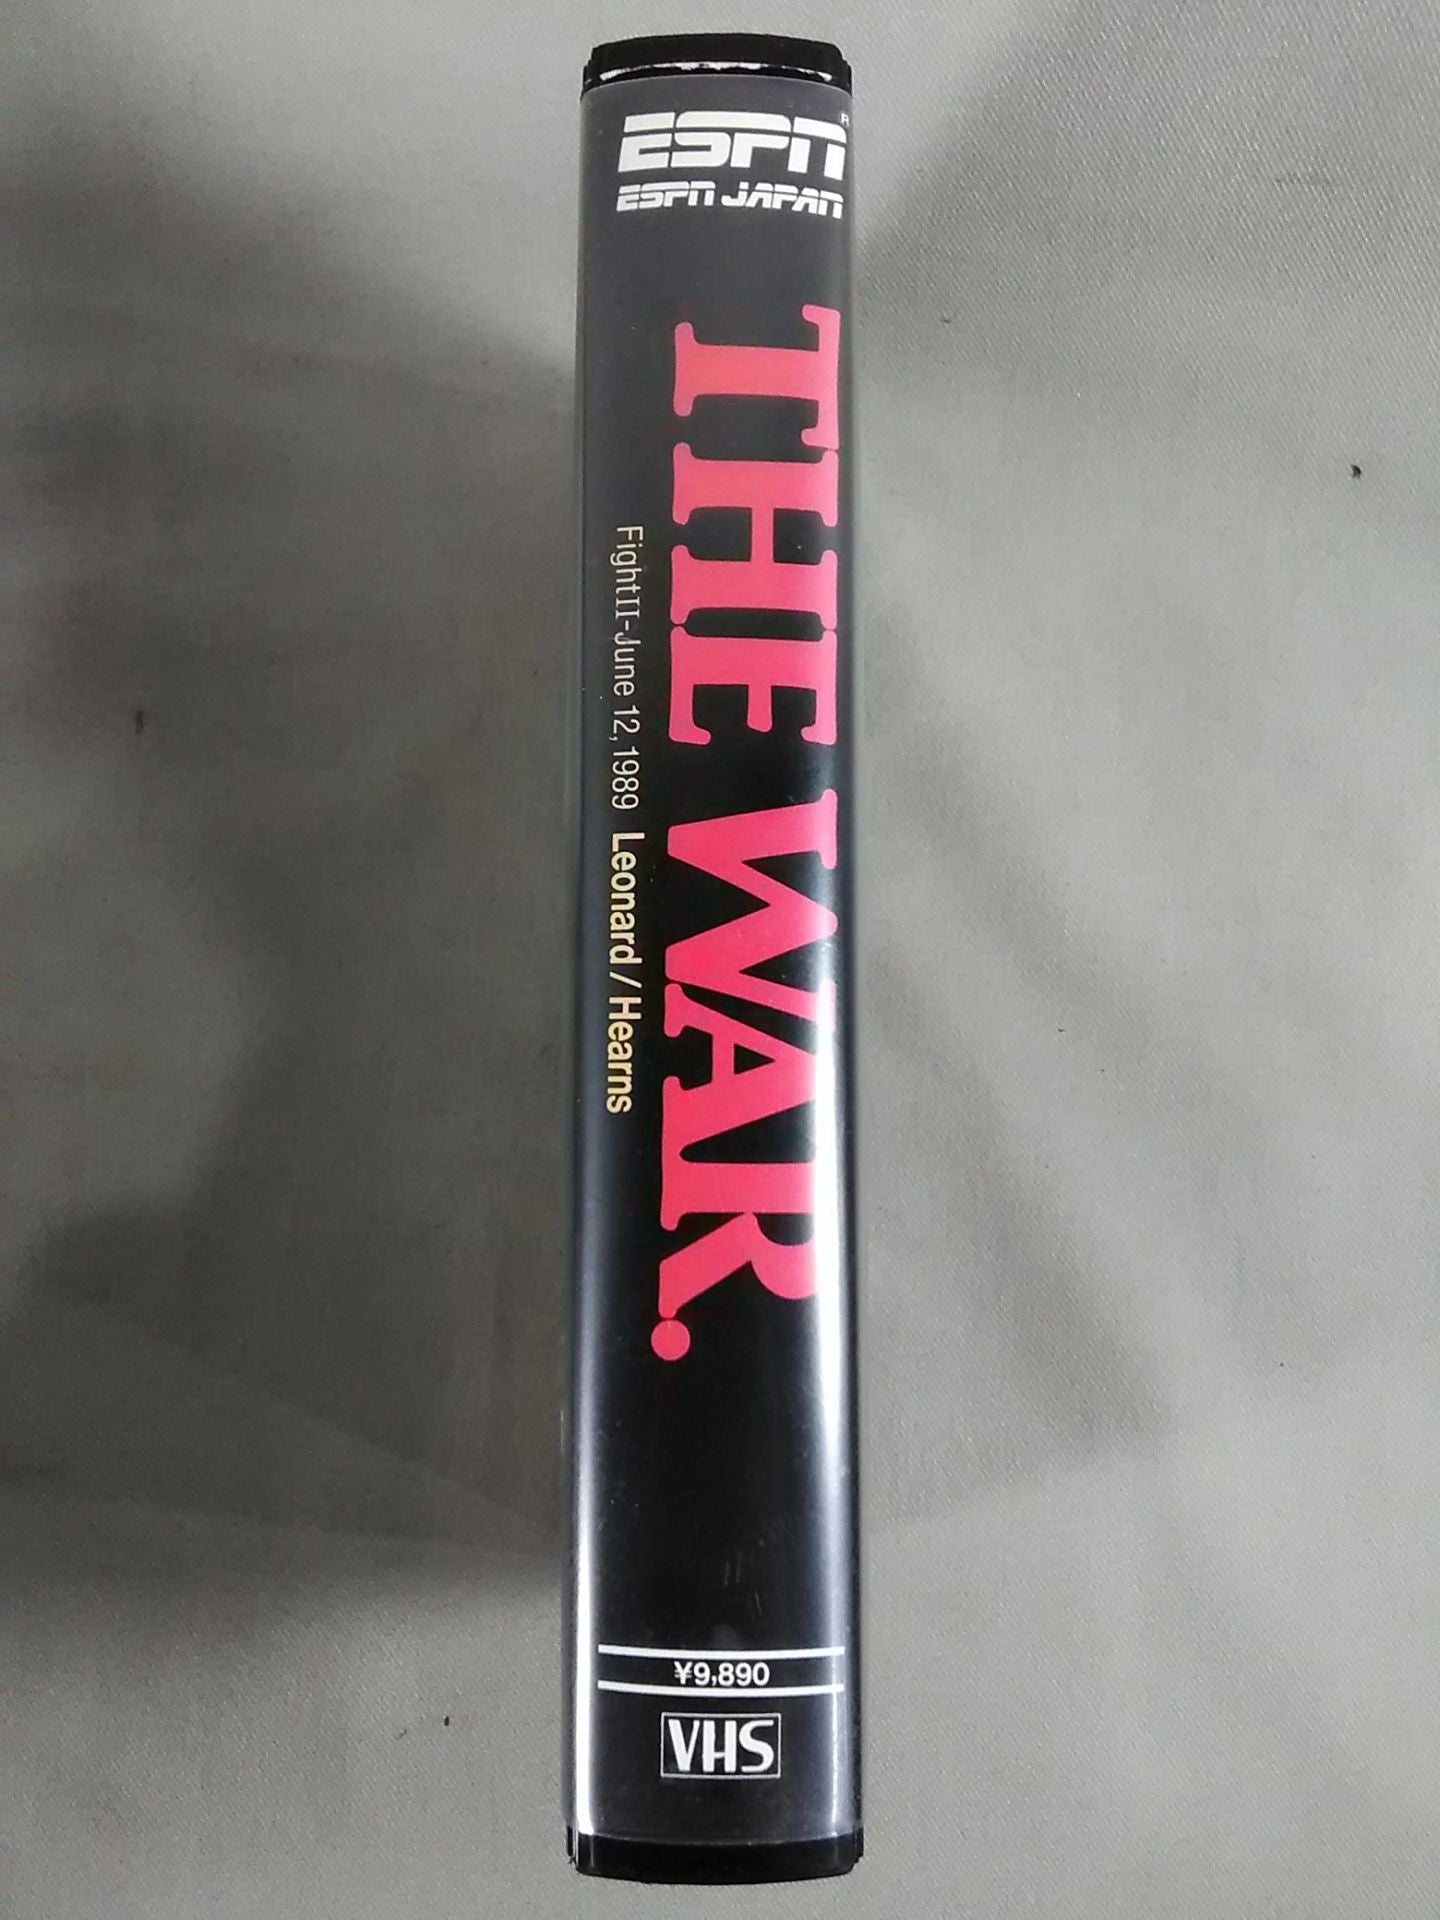 ESPN®
ESPN JAPAN
THE WAR.
FightII-June 12,1989 Leonard/Hearns
¥9,890
VHS